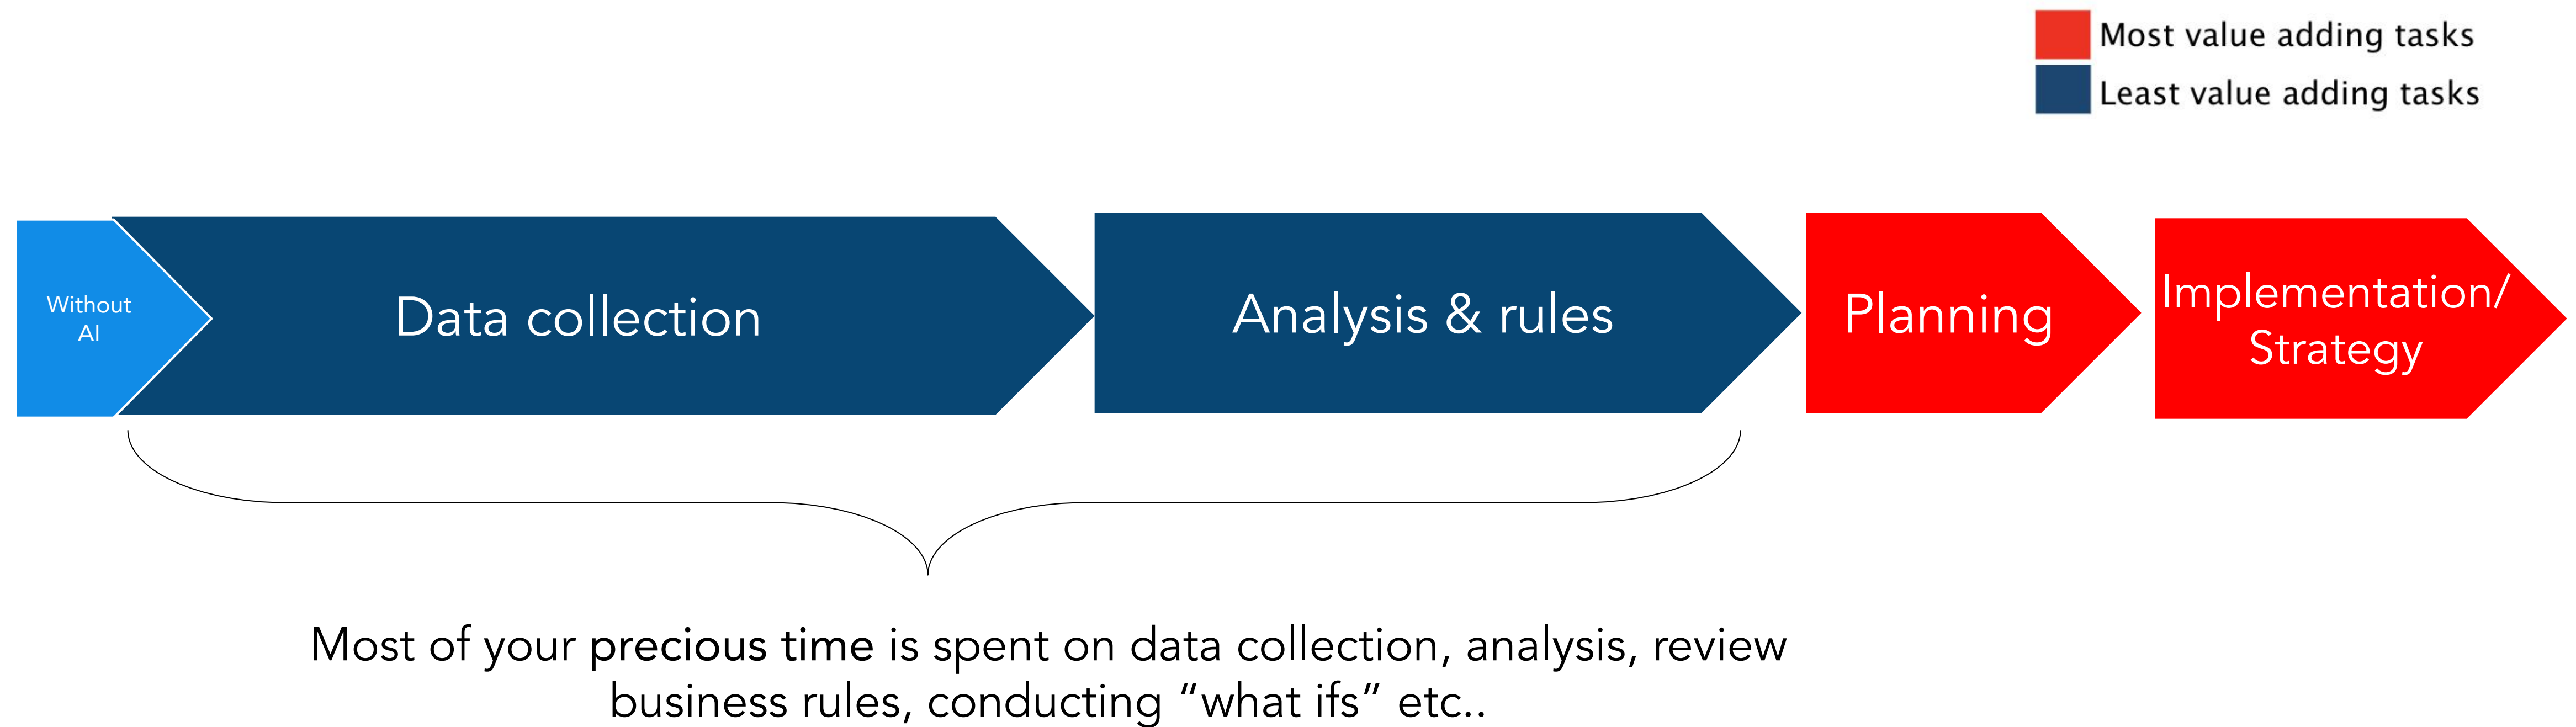 Most value adding tasks
Least value adding tasks
Without
AI
Data collection
Analysis & rules
Planning
Implementation/
Strategy
Most of your precious time is spent on data collection, analysis, review
business rules, conducting “what ifs” etc..